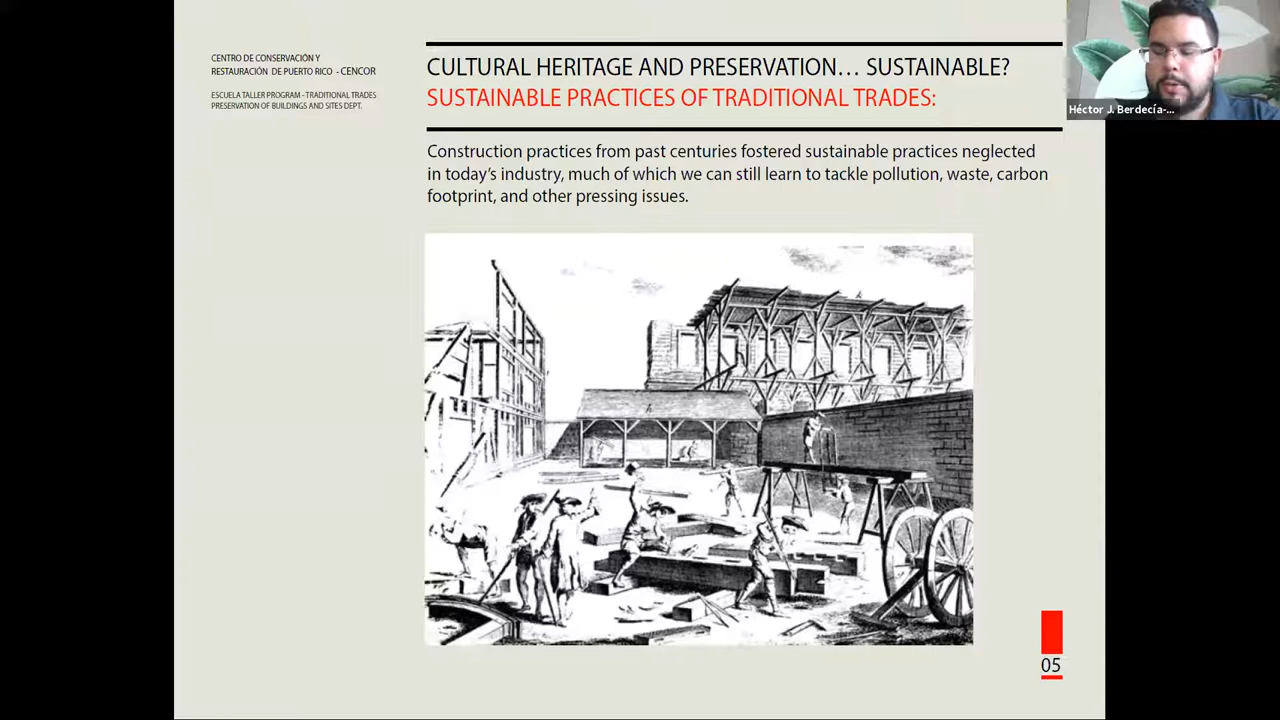 CENTRO DE CONSERVACIÓN Y
RESTAURACIÓN DE PUERTO RICO - CENCOR
ESCUELA TALLER PROGRAM - TRADITIONAL TRADES
PRESERVATION OF BUILDINGS AND SITES DEPT.
CULTURAL HERITAGE AND PRESERVATION... SUSTAINABLE?
SUSTAINABLE PRACTICES OF TRADITIONAL TRADES:
Construction practices from past centuries fostered sustainable practices neglected
in today's industry, much of which we can still learn to tackle pollution, waste, carbon
footprint, and other pressing issues.
Héctor J. Berdecía-...
05